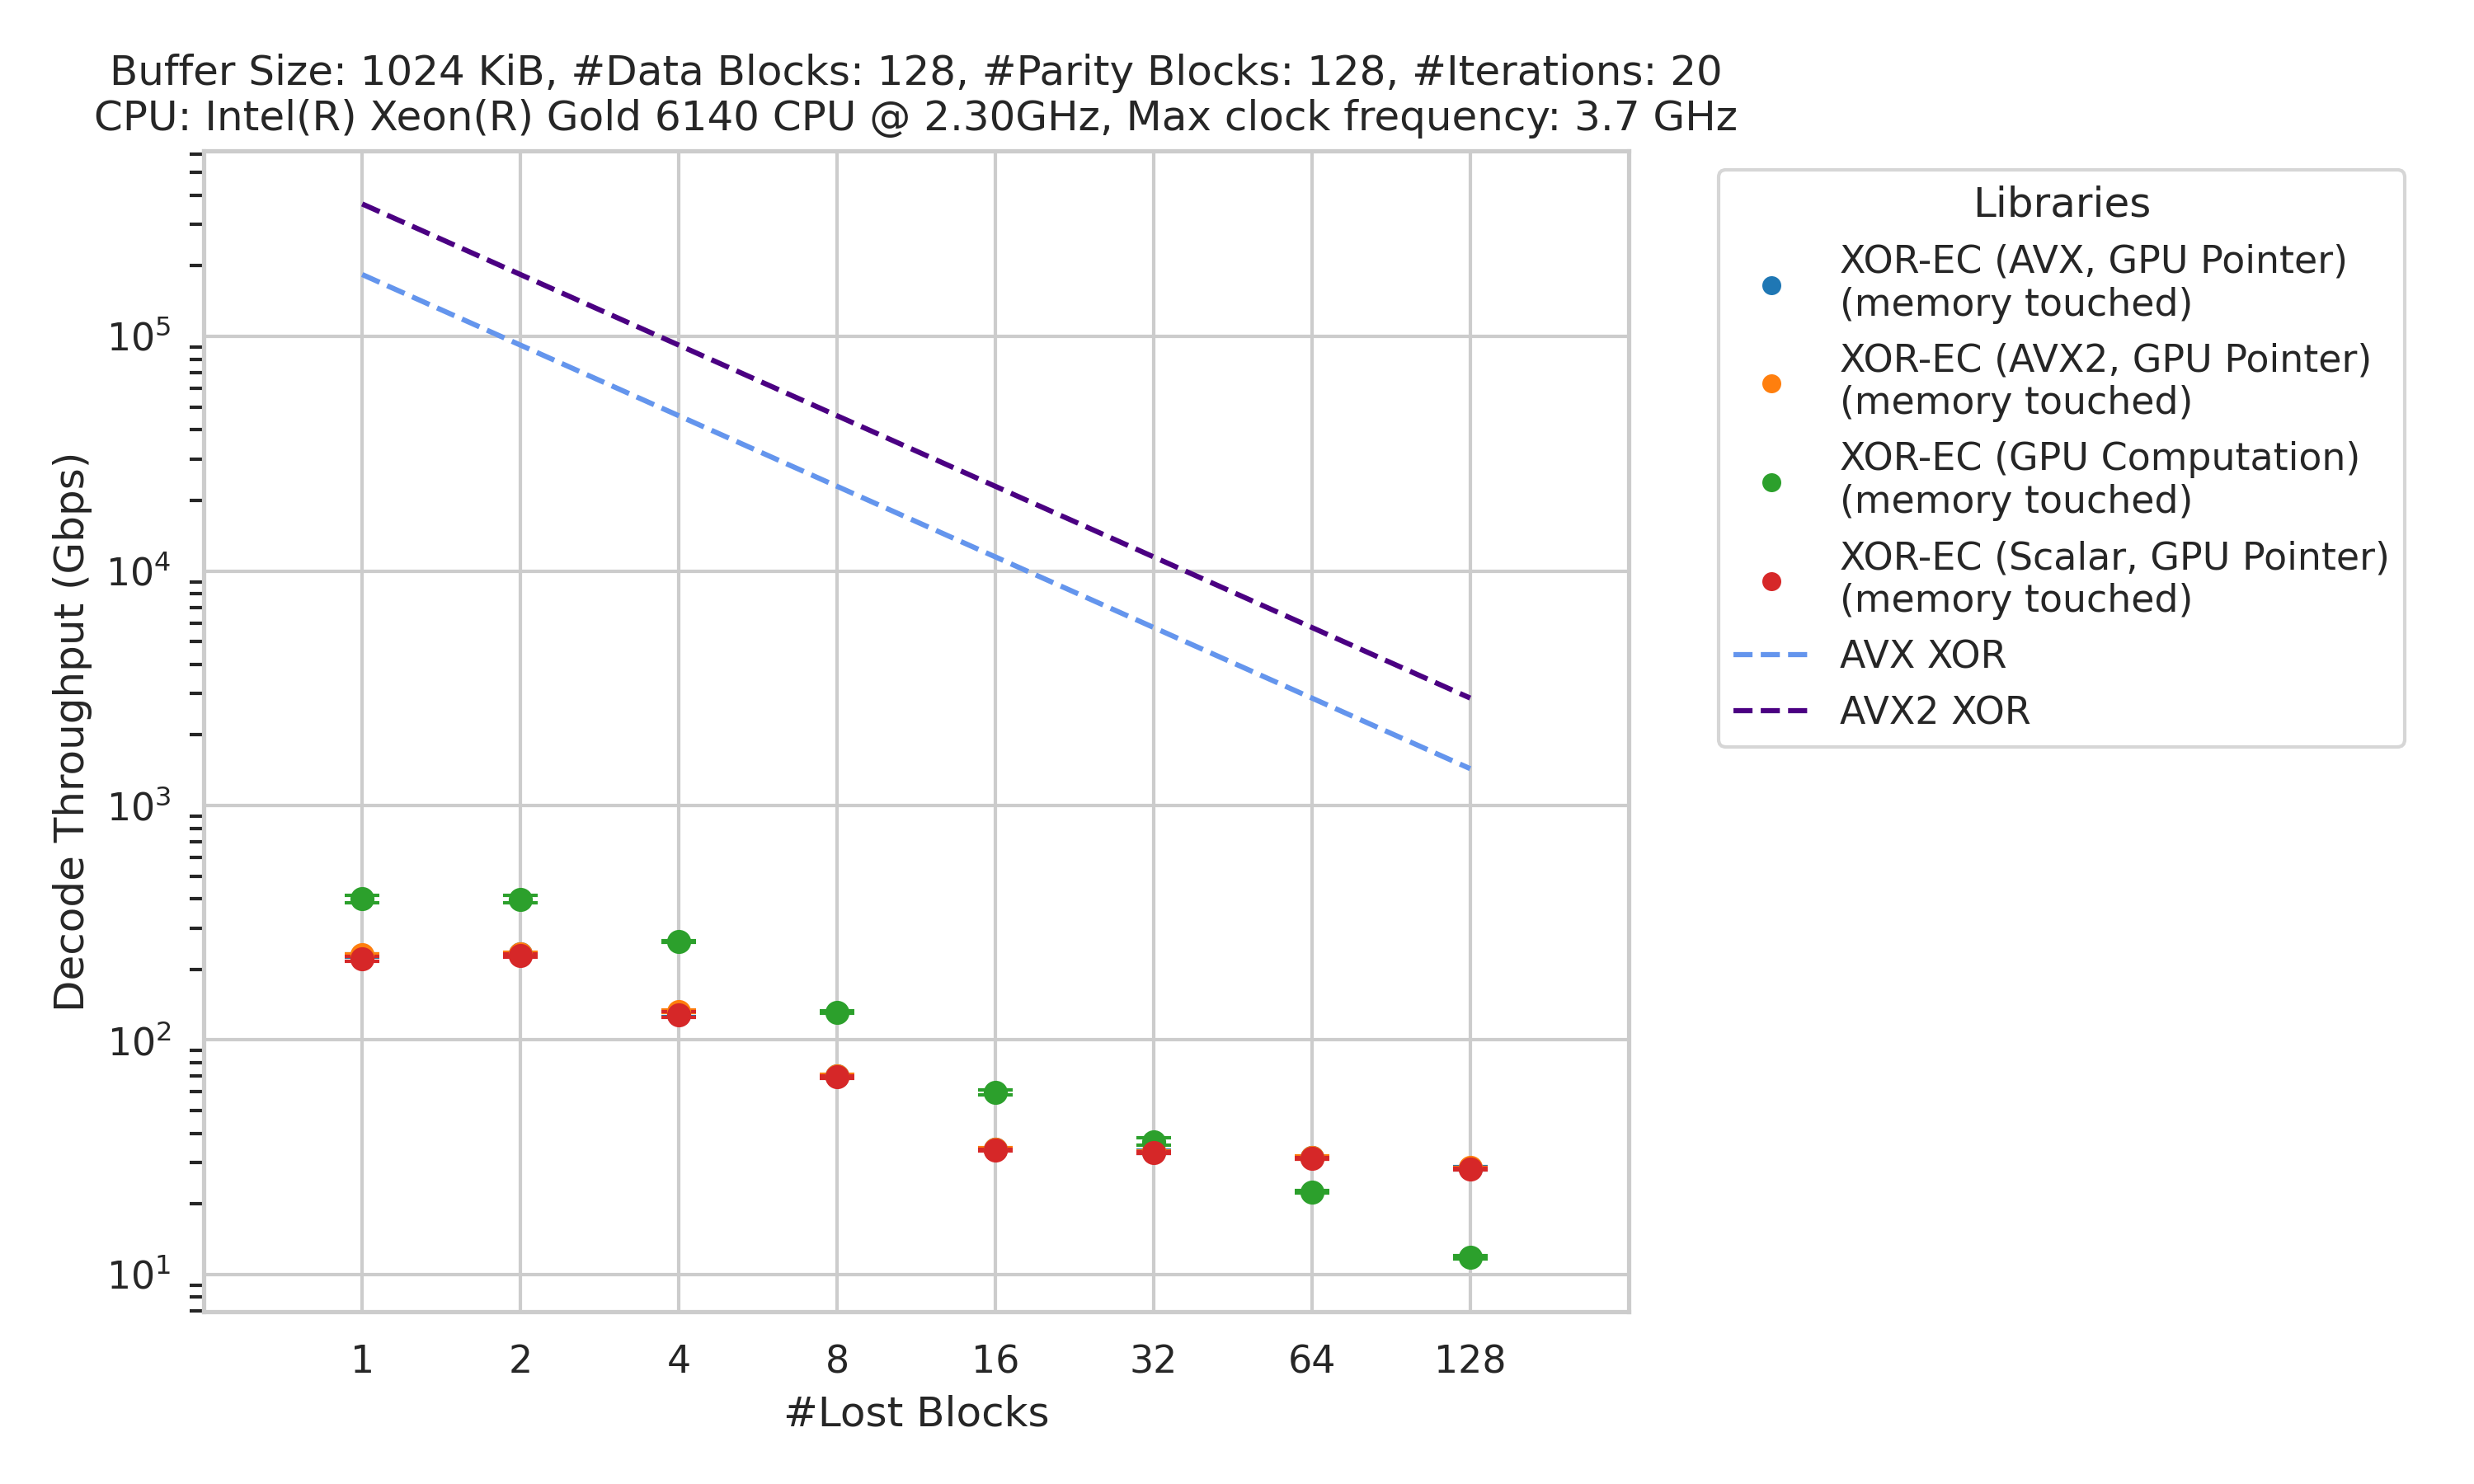 Buffer Size: 1024 KiB, #Data Blocks: 128, #Parity Blocks: 128, #Iterations: 20
CPU: Intel(R) Xeon(R) Gold 6140 CPU @ 2.30GHz, Max clock frequency: 3.7 GHz
Decode Throughput (Gbps)
10⁵
10⁴
10³
10²
10¹
1 2 4 8 16 32 64 128
#Lost Blocks
Libraries
XOR-EC (AVX, GPU Pointer)
(memory touched)
XOR-EC (AVX2, GPU Pointer)
(memory touched)
XOR-EC (GPU Computation)
(memory touched)
XOR-EC (Scalar, GPU Pointer)
(memory touched)
AVX XOR
AVX2 XOR